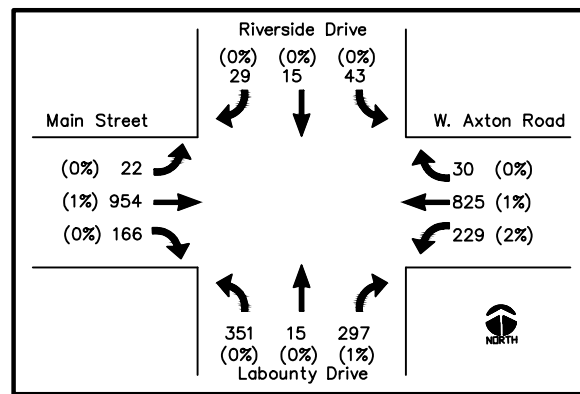 Riverside Drive
(0%) (0%) (0%)
29 15 43
Main Street
W. Axton Road
(0%) 22
30 (0%)
(1%) 954
825 (1%)
(0%) 166
229 (2%)
351 15 297
(0%) (0%) (1%)
Labounty Drive
NORTH